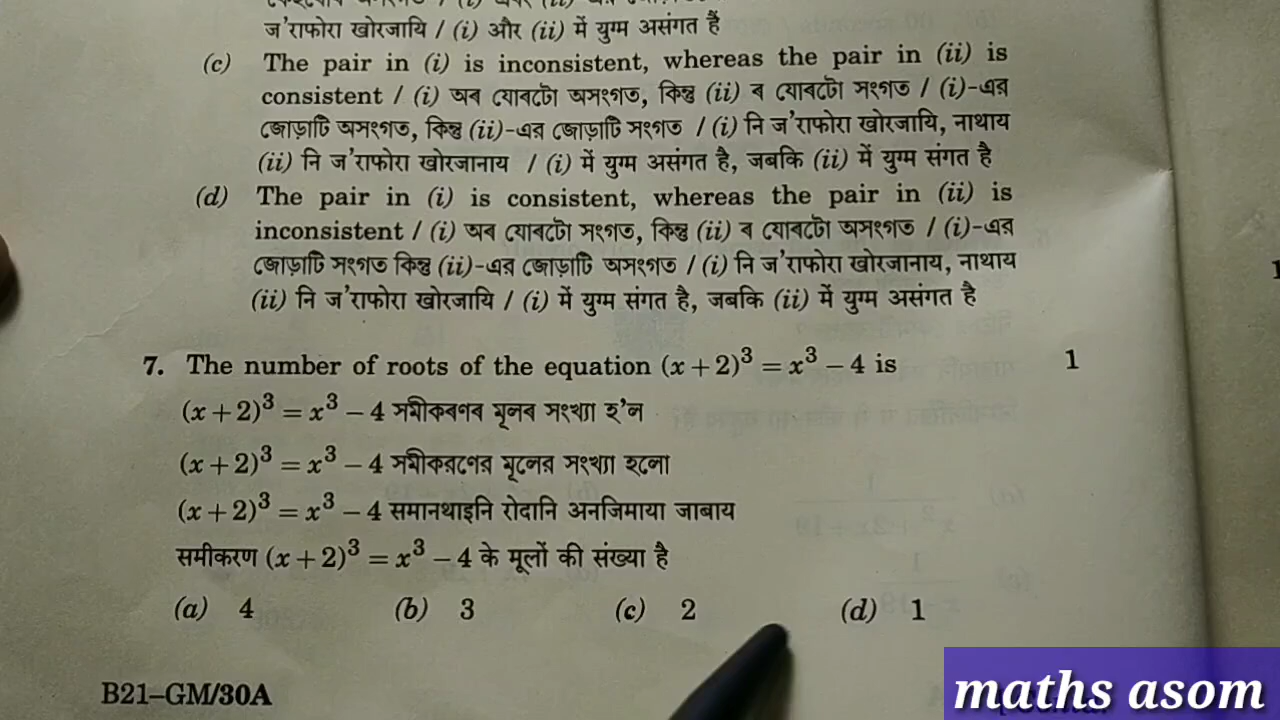 ज'राफोरा खोरजायि / (i) और (ii) में युग्म असंगत हैं
(c) The pair in (i) is inconsistent, whereas the pair in (ii) is
consistent / (i) অৰ যোৰটো অসংগত, কিন্তু (ii) ৰ যোৰটো সংগত / (i)-এর
জোড়াটি অসংগত, কিন্তু (ii)-এর জোড়াটি সংগত / (i) नि ज'राफोरा खोरजायि, नाथाय
(ii) नि ज'राफोरा खोरजानाय / (i) में युग्म असंगत है, जबकि (ii) में युग्म संगत है
(d) The pair in (i) is consistent, whereas the pair in (ii) is
inconsistent / (i) অৰ যোৰটো সংগত, কিন্তু (ii) ৰ যোৰটো অসংগত / (i)-এর
জোড়াটি সংগত কিন্তু (ii)-এর জোড়াটি অসংগত / (i) नि ज'राफोरा खोरजानाय, नाथाय
(ii) नि ज'राफोरा खोरजायि / (i) में युग्म संगत है, जबकि (ii) में युग्म असंगत है
7. The number of roots of the equation (x + 2)³ = x³ − 4 is 1
(x + 2)³ = x³ − 4 সমীকৰণৰ মূলৰ সংখ্যা হ'ল
(x + 2)³ = x³ − 4 সমীকরণের মূলের সংখ্যা হলো
(x + 2)³ = x³ − 4 समानथाइनि रोदानि अनजिमाया जाबाय
समीकरण (x + 2)³ = x³ − 4 के मूलों की संख्या है
(a) 4 (b) 3 (c) 2 (d) 1
B21–GM/30A
maths asom